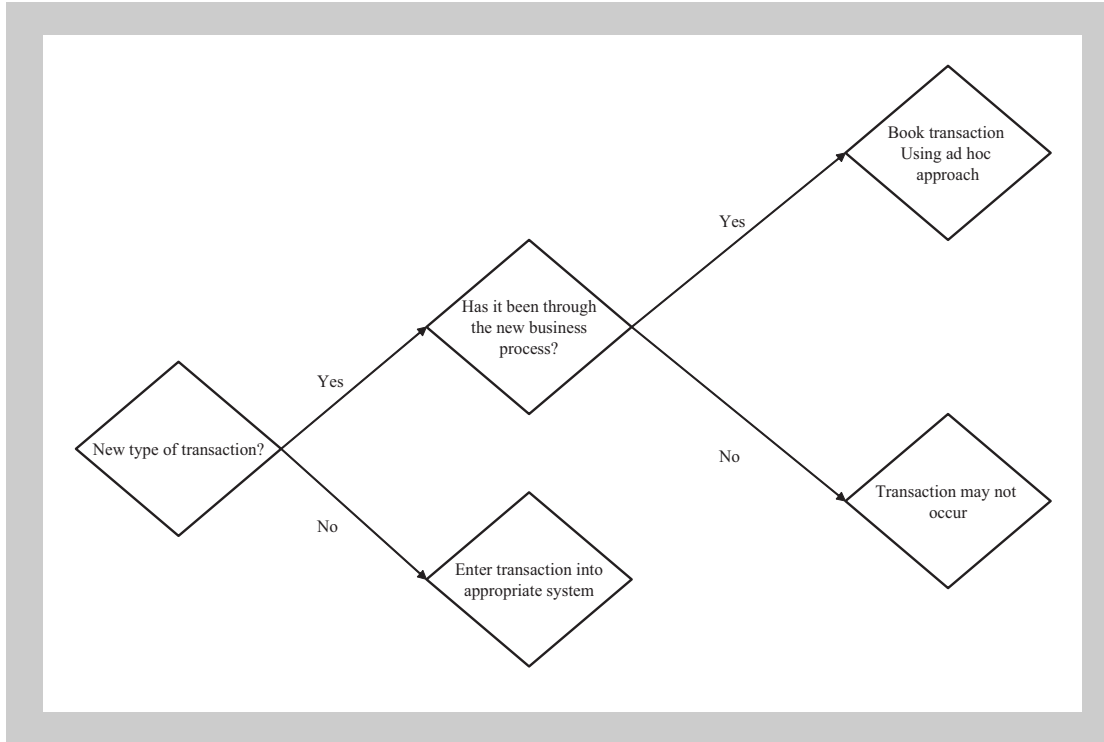 New type of transaction?
Yes
No
Has it been through
the new business
process?
Enter transaction into
appropriate system
Yes
No
Book transaction
Using ad hoc
approach
Transaction may not
occur